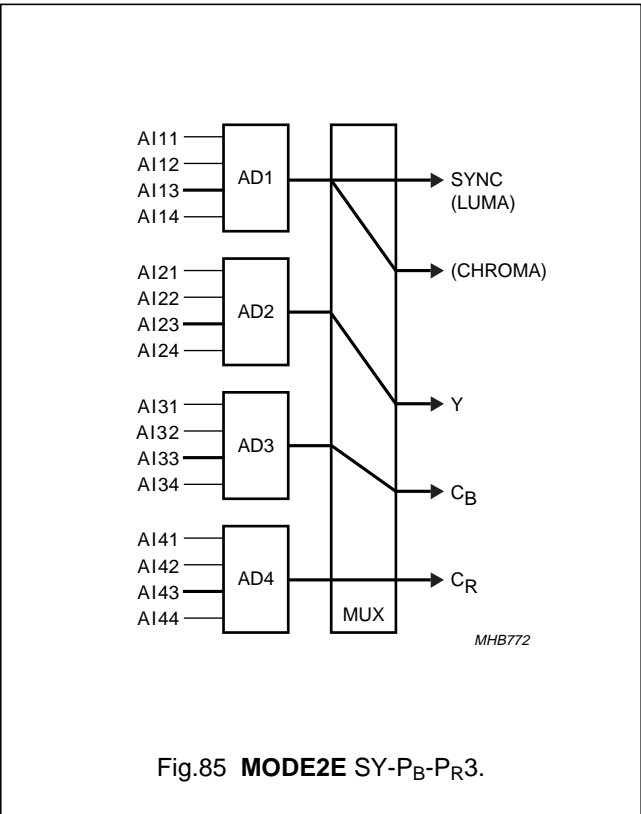 AI11
AI12
AI13
AI14
AD1
SYNC
(LUMA)
(CHROMA)
AI21
AI22
AI23
AI24
AD2
Y
AI31
AI32
AI33
AI34
AD3
CB
AI41
AI42
AI43
AI44
AD4
CR
MUX
MHB772
Fig.85 MODE2E SY-PB-PR3.